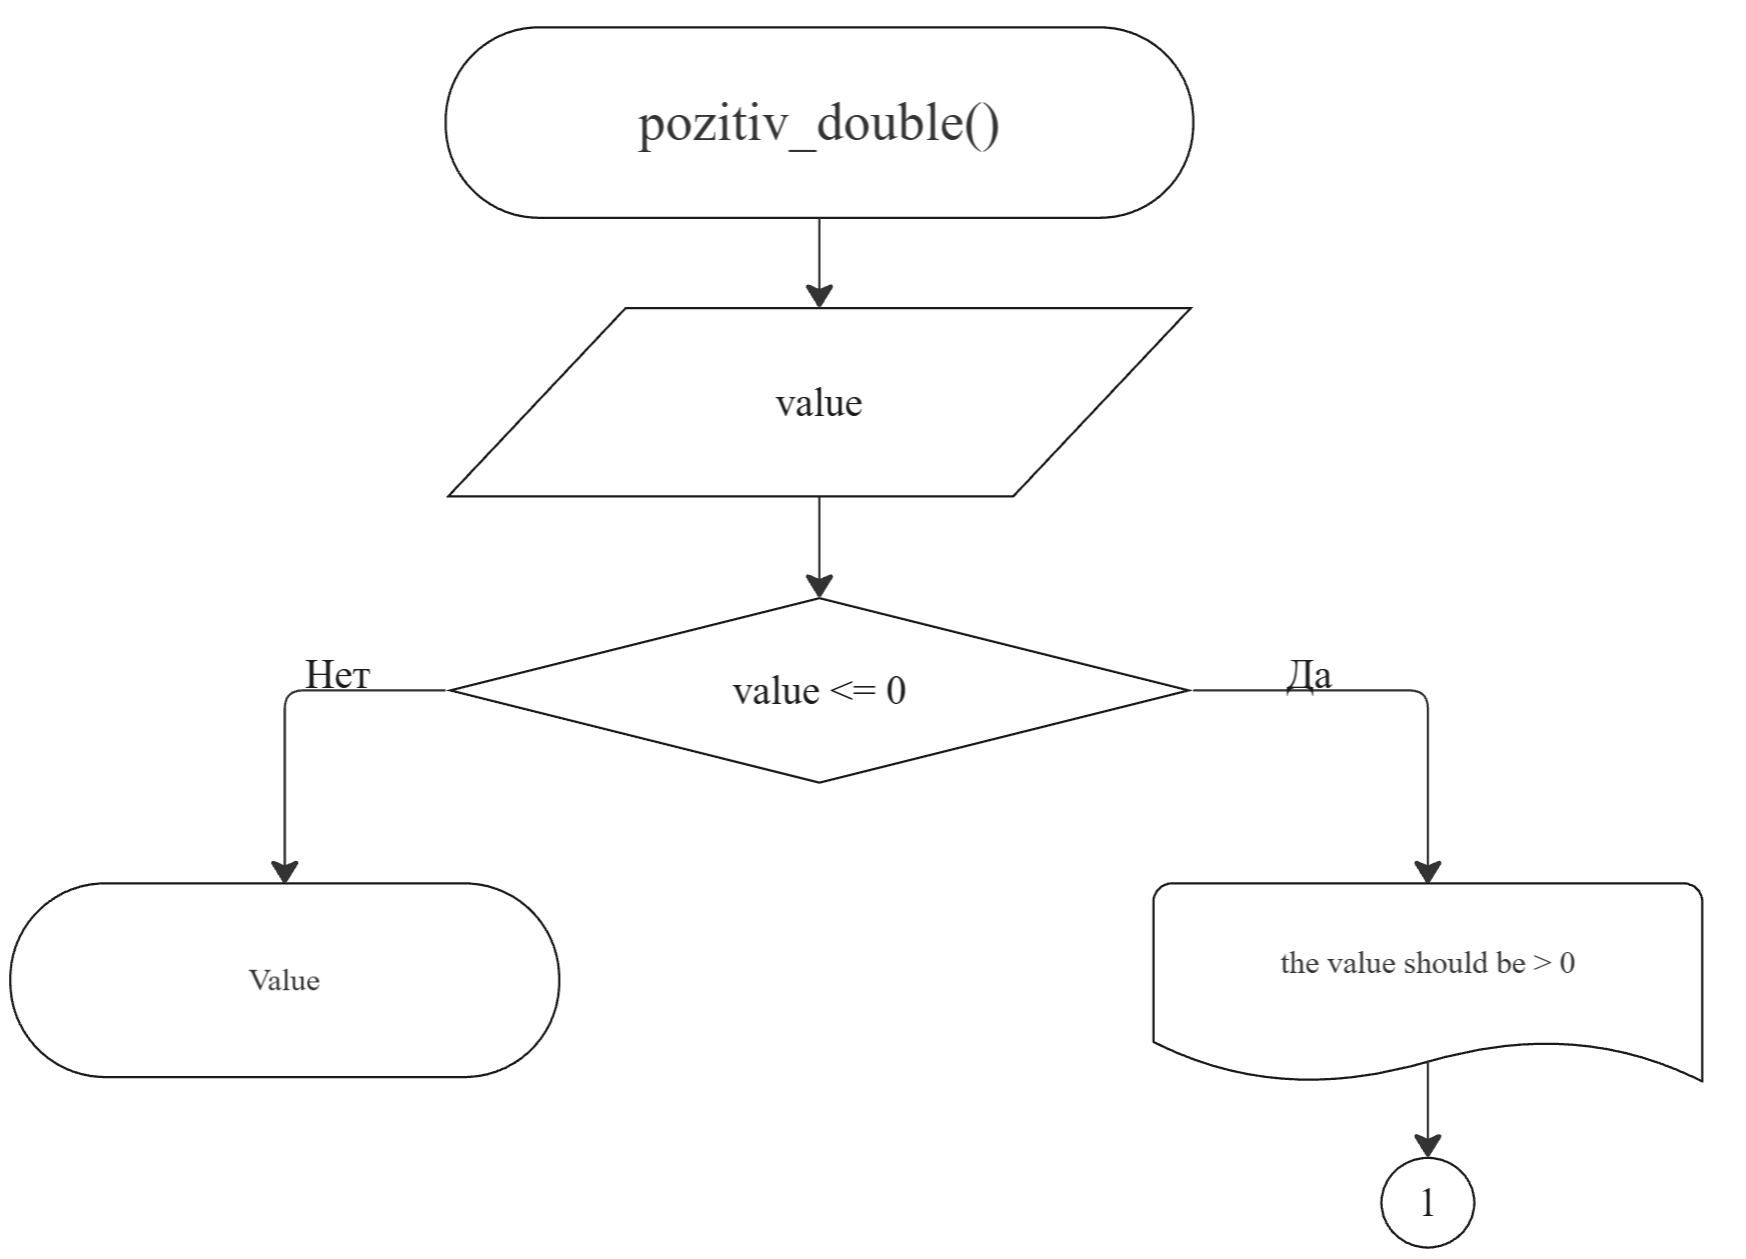 pozitiv_double()
value
value <= 0
Нет
Да
Value
the value should be > 0
1